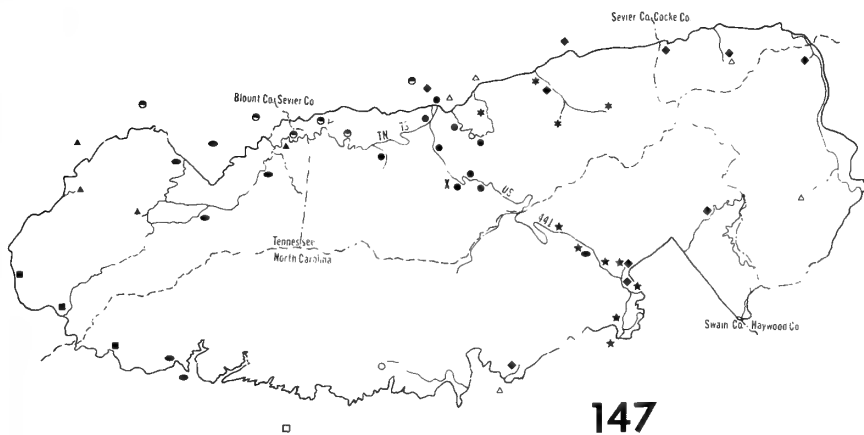 Sevier Co. Cocke Co.
Blount Co. Sevier Co
TN 73
X
US
441
Tennessee
North Carolina
Swain Co. Haywood Co
147